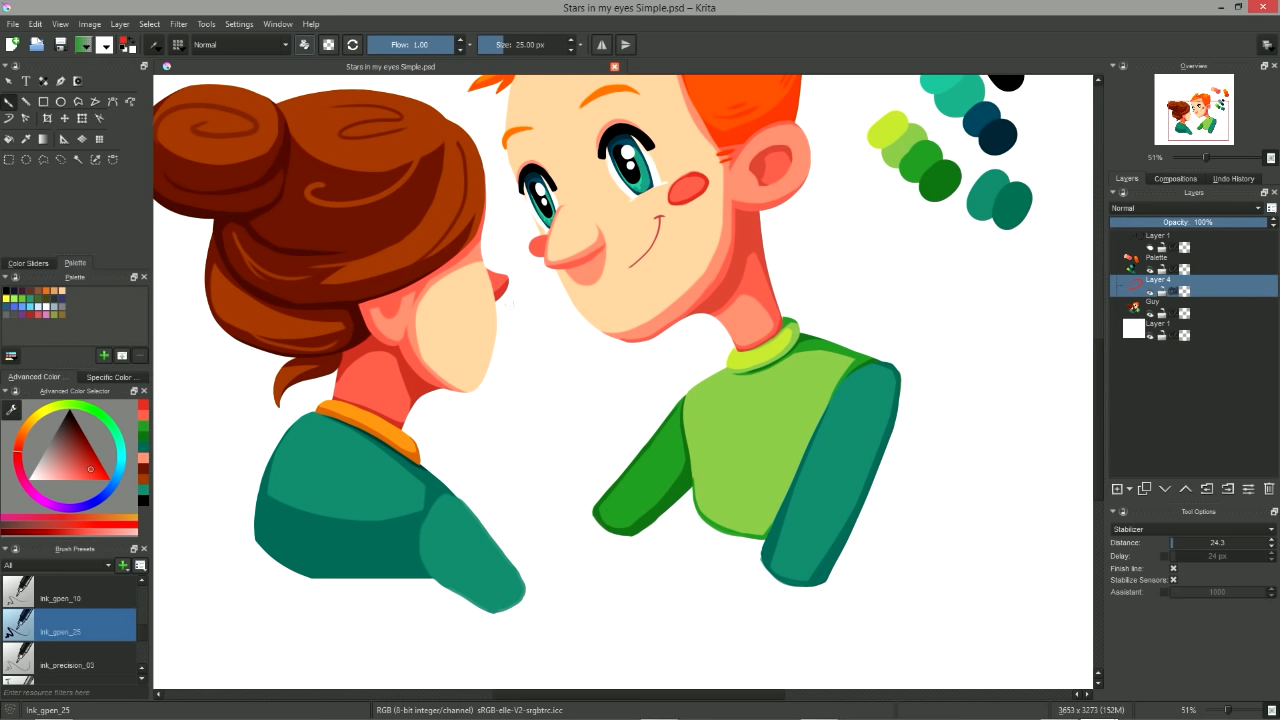 Stars in my eyes Simple.psd – Krita
File Edit View Image Layer Select Filter Tools Settings Window Help
Normal Flow: 1.00 Size: 25.00 px
Stars in my eyes Simple.psd
Overview
51%
Layers Compositions Undo History
Layers
Normal
Opacity: 100%
Layer 1
Palette
Layer 4
Guy
Layer 1
Color Sliders Palette
Palette
Advanced Color ... Specific Color ...
Advanced Color Selector
Brush Presets
All
Ink_gpen_10
Ink_gpen_25
Ink_precision_03
Enter resource filters here
Tool Options
Stabilizer
Distance: 24.3
Delay: 24 px
Finish line:
Stabilize Sensors:
Assistant: 1000
Ink_gpen_25 RGB (8-bit integer/channel) sRGB-elle-V2-srgbtrc.icc 3653 x 3273 (152M) 51%